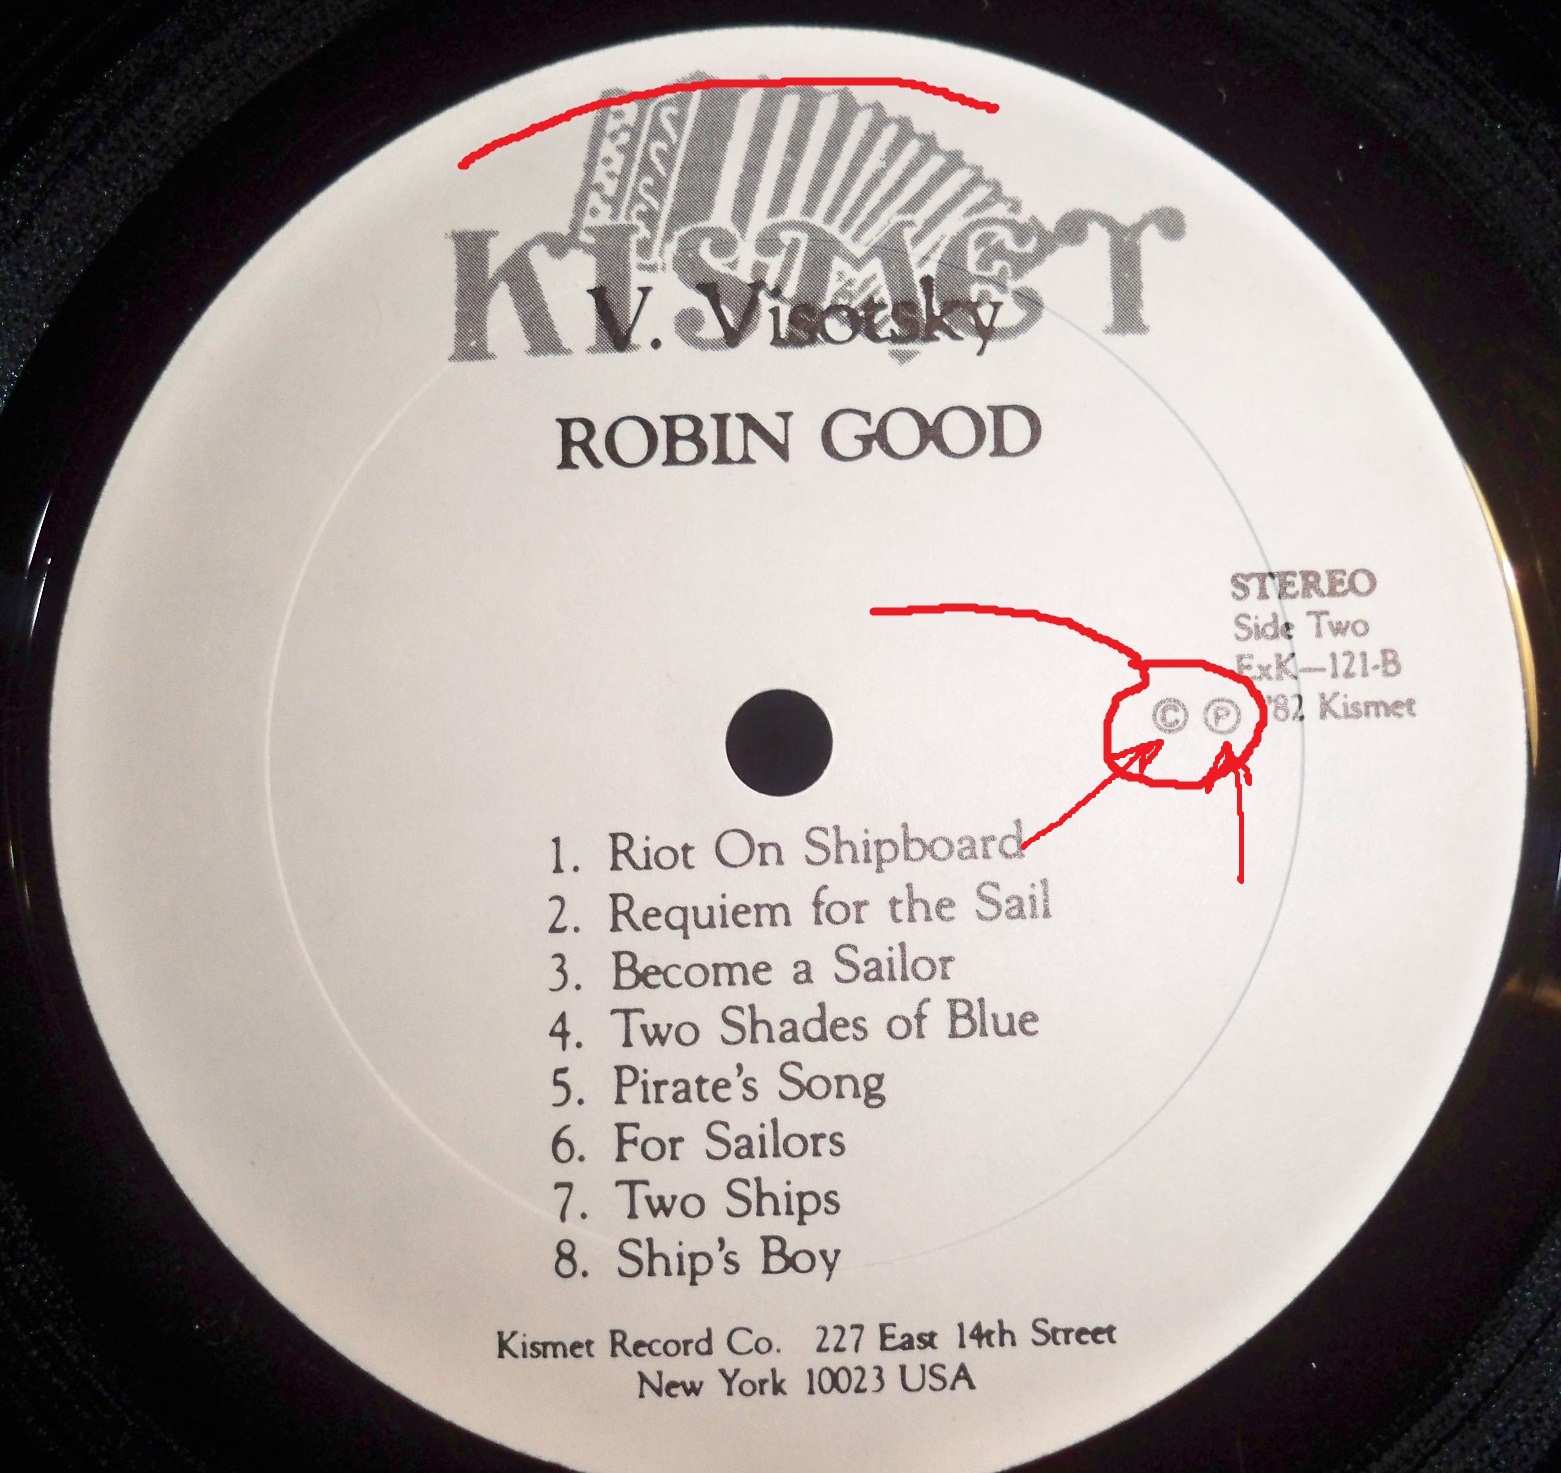 KISMET
V. Visotsky
ROBIN GOOD
STEREO
Side Two
ExK—121-B
© ℗ '82 Kismet
1. Riot On Shipboard
2. Requiem for the Sail
3. Become a Sailor
4. Two Shades of Blue
5. Pirate's Song
6. For Sailors
7. Two Ships
8. Ship's Boy
Kismet Record Co. 227 East 14th Street
New York 10023 USA